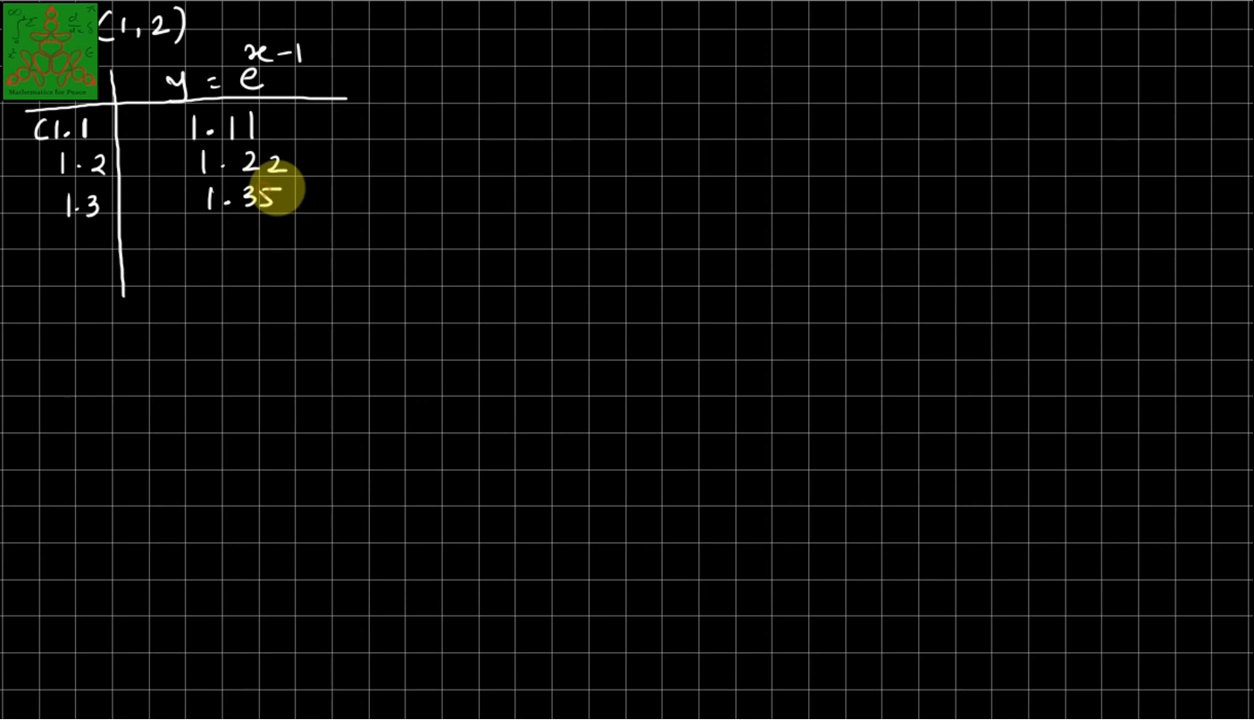 (1,2)
y = e^{x-1}
(1.1 1.11
1.2 1.22
1.3 1.35
Mathematics for Peace